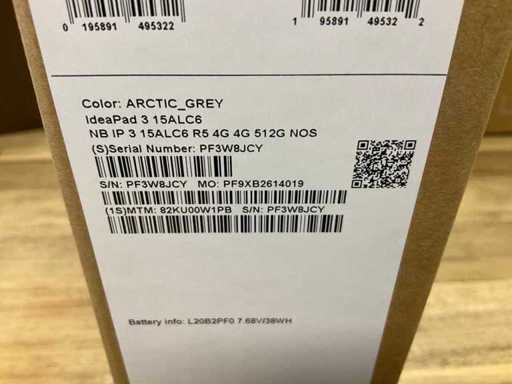 0 195891 495322
1 95891 49532 2
Color: ARCTIC_GREY
IdeaPad 3 15ALC6
NB IP 3 15ALC6 R5 4G 4G 512G NOS
(S)Serial Number: PF3W8JCY
S/N: PF3W8JCY MO: PF9XB2614019
(1S)MTM: 82KU00W1PB S/N: PF3W8JCY
Battery info: L20B2PF0 7.68V/38WH